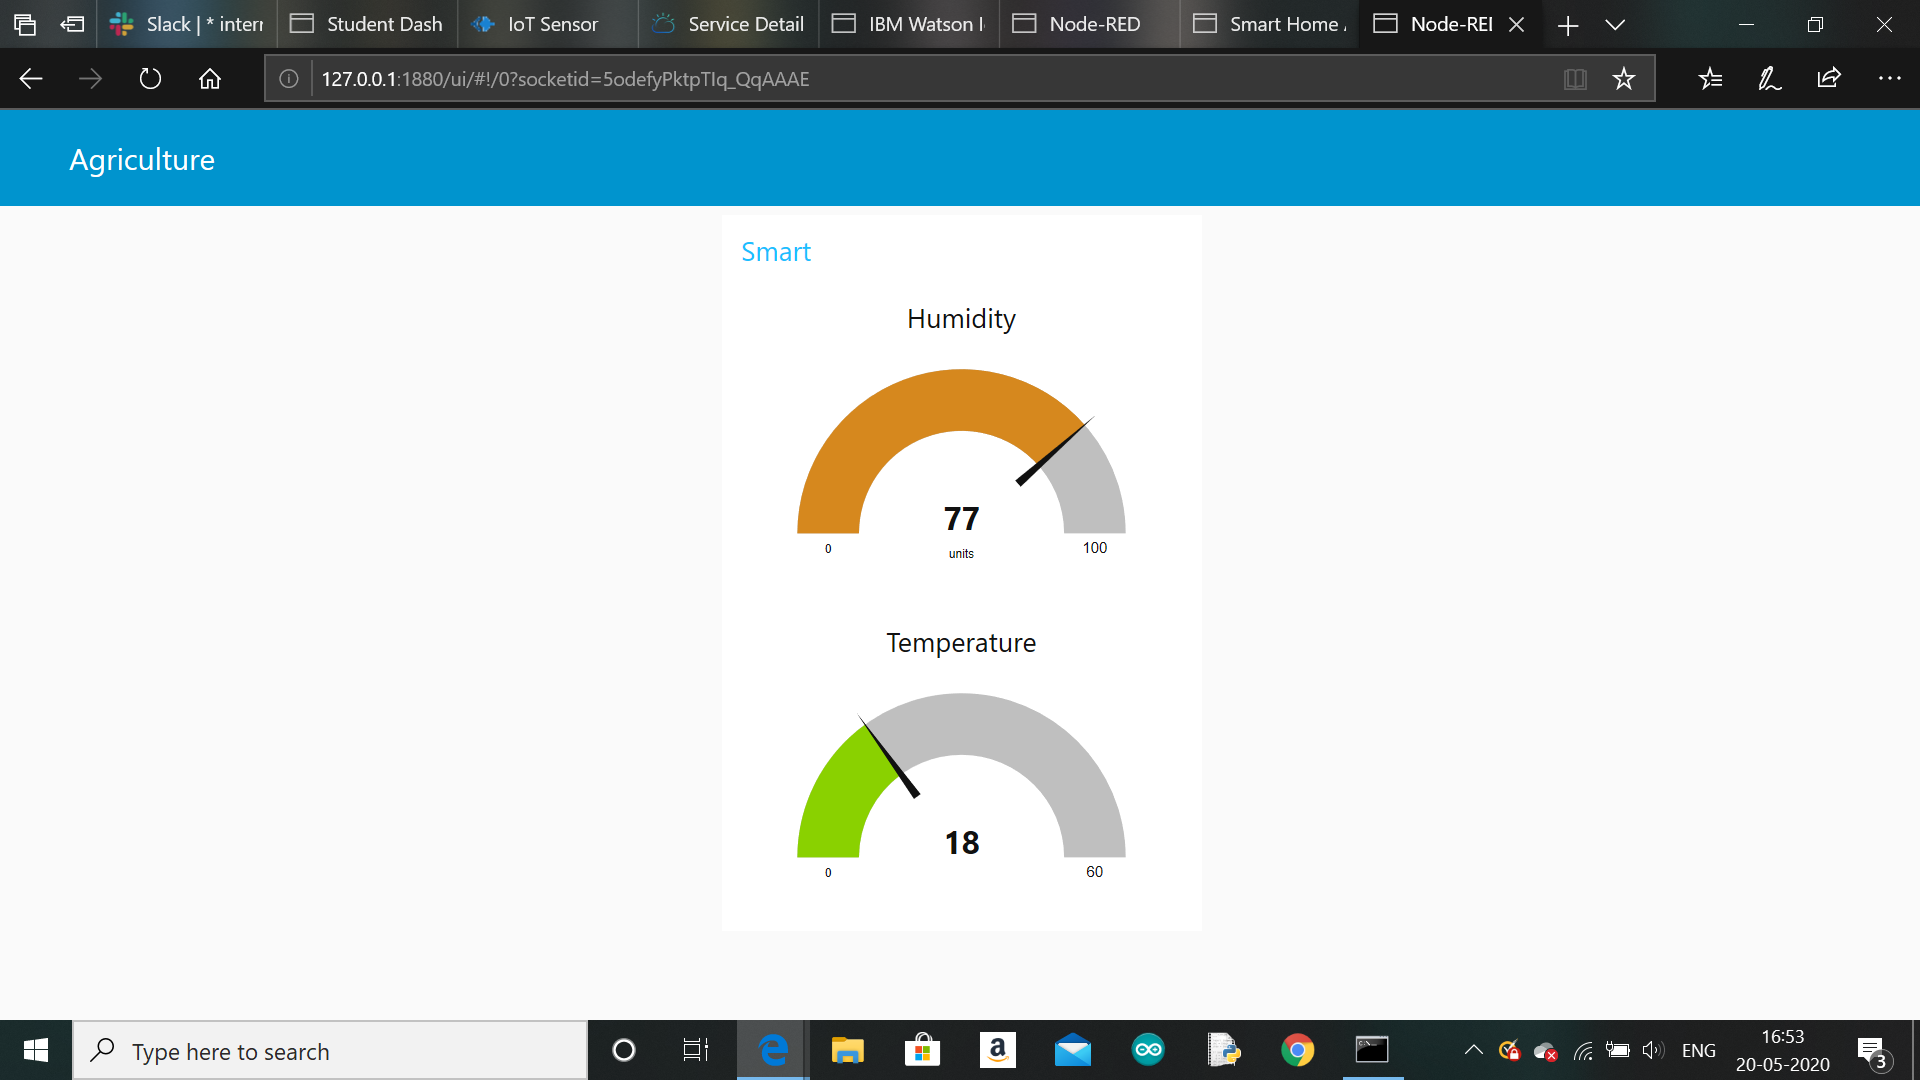 Slack | * interr
Student Dash
IoT Sensor
Service Detail
IBM Watson I
Node-RED
Smart Home
Node-REI
127.0.0.1:1880/ui/#!/0?socketid=5odefyPktpTIq_QqAAAE
Agriculture
Smart
Humidity
77
units
0
100
Temperature
18
0
60
Type here to search
ENG
16:53
20-05-2020
3